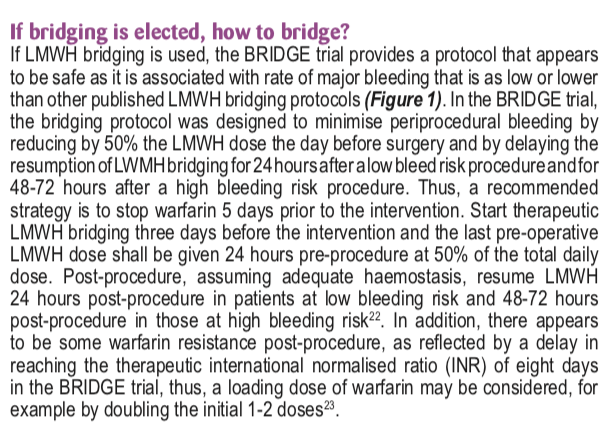 If bridging is elected, how to bridge?
If LMWH bridging is used, the BRIDGE trial provides a protocol that appears
to be safe as it is associated with rate of major bleeding that is as low or lower
than other published LMWH bridging protocols (Figure 1). In the BRIDGE trial,
the bridging protocol was designed to minimise periprocedural bleeding by
reducing by 50% the LMWH dose the day before surgery and by delaying the
resumption of LWMH bridging for 24 hours after a low bleed risk procedure and for
48-72 hours after a high bleeding risk procedure. Thus, a recommended
strategy is to stop warfarin 5 days prior to the intervention. Start therapeutic
LMWH bridging three days before the intervention and the last pre-operative
LMWH dose shall be given 24 hours pre-procedure at 50% of the total daily
dose. Post-procedure, assuming adequate haemostasis, resume LMWH
24 hours post-procedure in patients at low bleeding risk and 48-72 hours
post-procedure in those at high bleeding risk²². In addition, there appears
to be some warfarin resistance post-procedure, as reflected by a delay in
reaching the therapeutic international normalised ratio (INR) of eight days
in the BRIDGE trial, thus, a loading dose of warfarin may be considered, for
example by doubling the initial 1-2 doses²³.